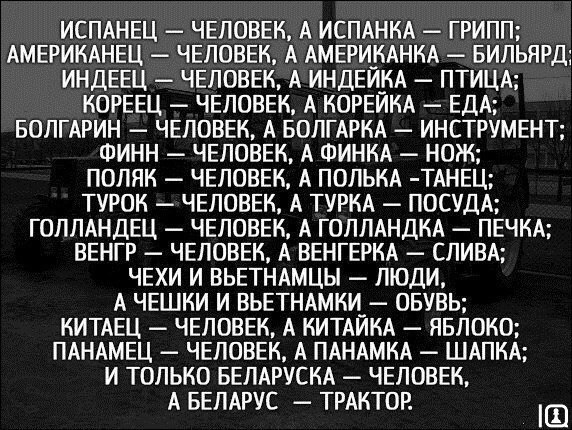 ИСПАНЕЦ — ЧЕЛОВЕК, А ИСПАНКА — ГРИПП;
АМЕРИКАНЕЦ — ЧЕЛОВЕК, А АМЕРИКАНКА — БИЛЬЯРД;
ИНДЕЕЦ — ЧЕЛОВЕК, А ИНДЕЙКА — ПТИЦА;
КОРЕЕЦ — ЧЕЛОВЕК, А КОРЕЙКА — ЕДА;
БОЛГАРИН — ЧЕЛОВЕК, А БОЛГАРКА — ИНСТРУМЕНТ;
ФИНН — ЧЕЛОВЕК, А ФИНКА — НОЖ;
ПОЛЯК — ЧЕЛОВЕК, А ПОЛЬКА -ТАНЕЦ;
ТУРОК — ЧЕЛОВЕК, А ТУРКА — ПОСУДА;
ГОЛЛАНДЕЦ — ЧЕЛОВЕК, А ГОЛЛАНДКА — ПЕЧКА;
ВЕНГР — ЧЕЛОВЕК, А ВЕНГЕРКА — СЛИВА;
ЧЕХИ И ВЬЕТНАМЦЫ — ЛЮДИ,
А ЧЕШКИ И ВЬЕТНАМКИ — ОБУВЬ;
КИТАЕЦ — ЧЕЛОВЕК, А КИТАЙКА — ЯБЛОКО;
ПАНАМЕЦ — ЧЕЛОВЕК, А ПАНАМКА — ШАПКА;
И ТОЛЬКО БЕЛАРУСКА — ЧЕЛОВЕК,
А БЕЛАРУС — ТРАКТОР.